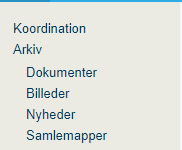 Koordination
Arkiv
Dokumenter
Billeder
Nyheder
Samlemapper